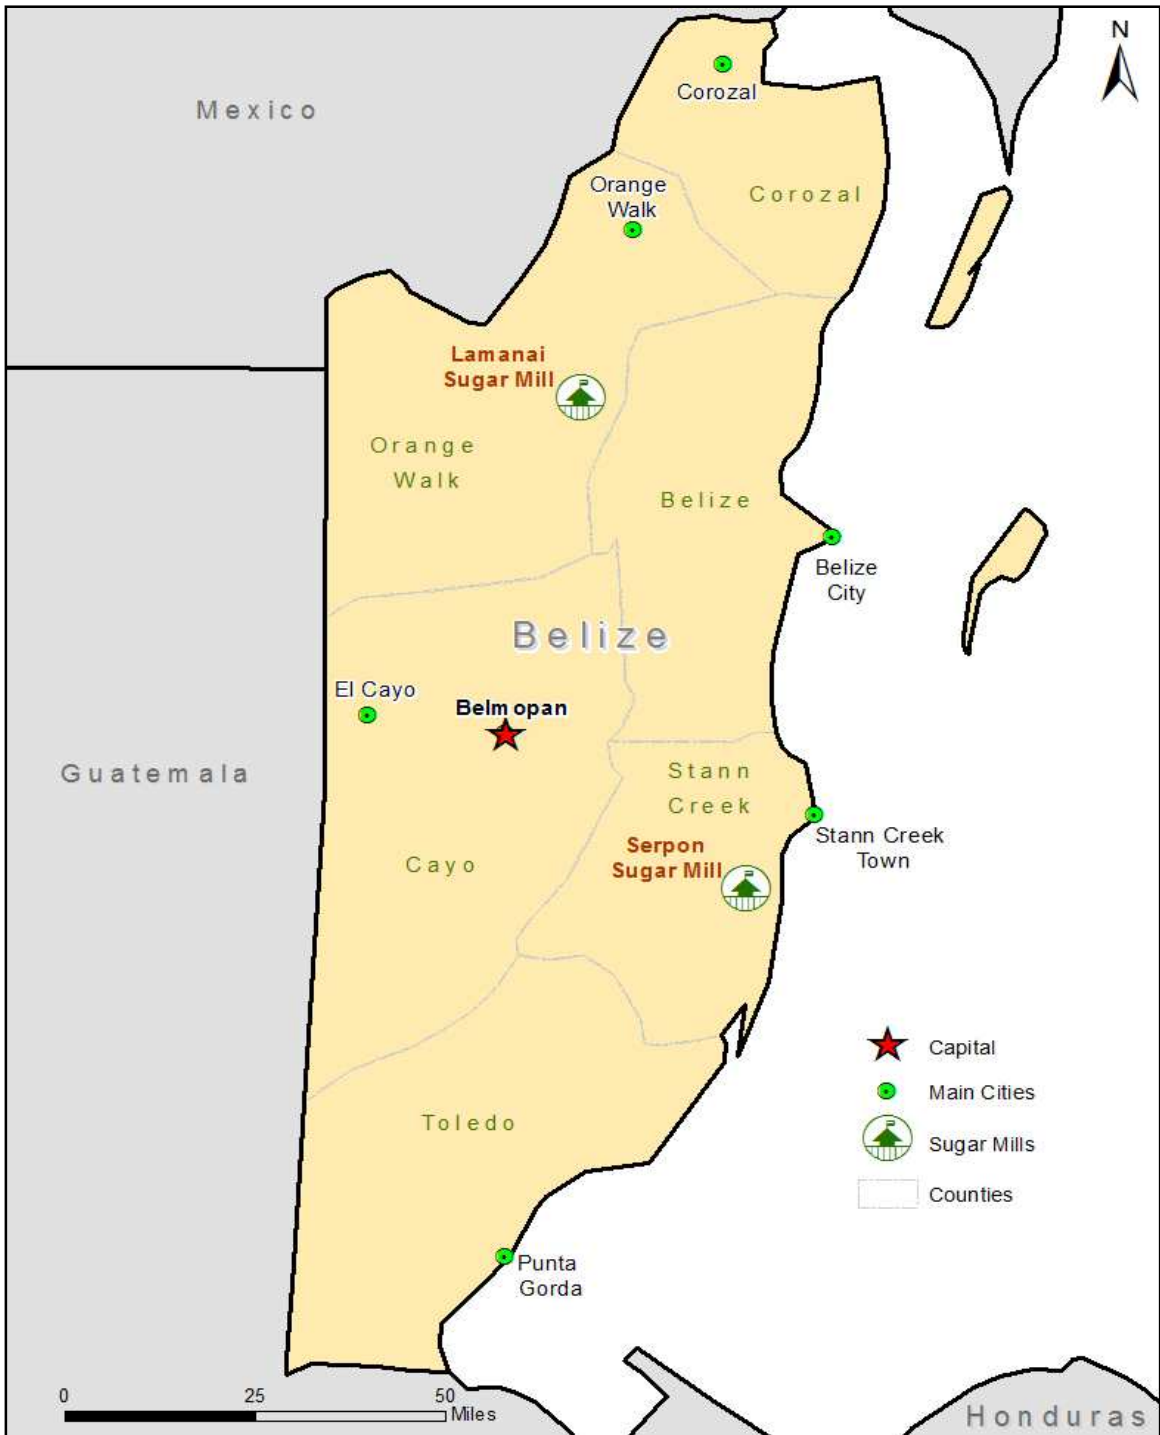 N
Mexico
Corozal
Orange
Walk
Corozal
Lamanai
Sugar Mill
Orange
Walk
Belize
Belize
City
Belize
El Cayo
Belmopan
Guatemala
Stann
Creek
Stann Creek
Town
Serpon
Sugar Mill
Cayo
Capital
Main Cities
Sugar Mills
Counties
Toledo
Punta
Gorda
0 25 50
Miles
Honduras